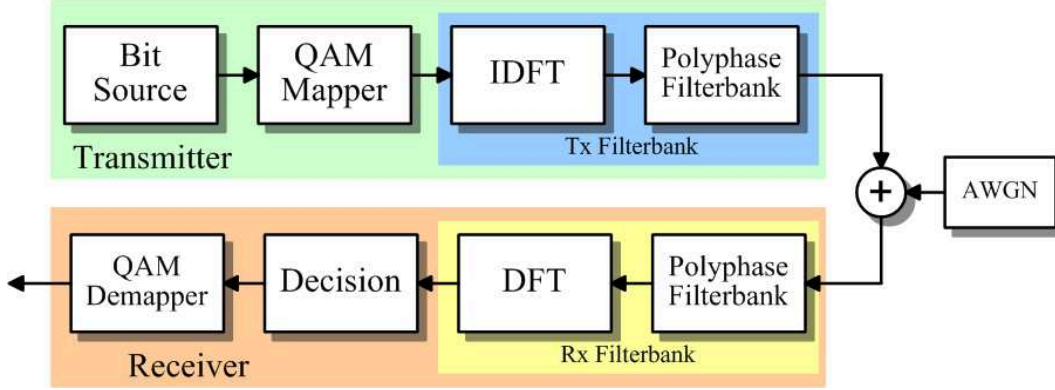 Bit
Source
QAM
Mapper
IDFT
Polyphase
Filterbank
Tx Filterbank
Transmitter
+
AWGN
QAM
Demapper
Decision
DFT
Polyphase
Filterbank
Rx Filterbank
Receiver